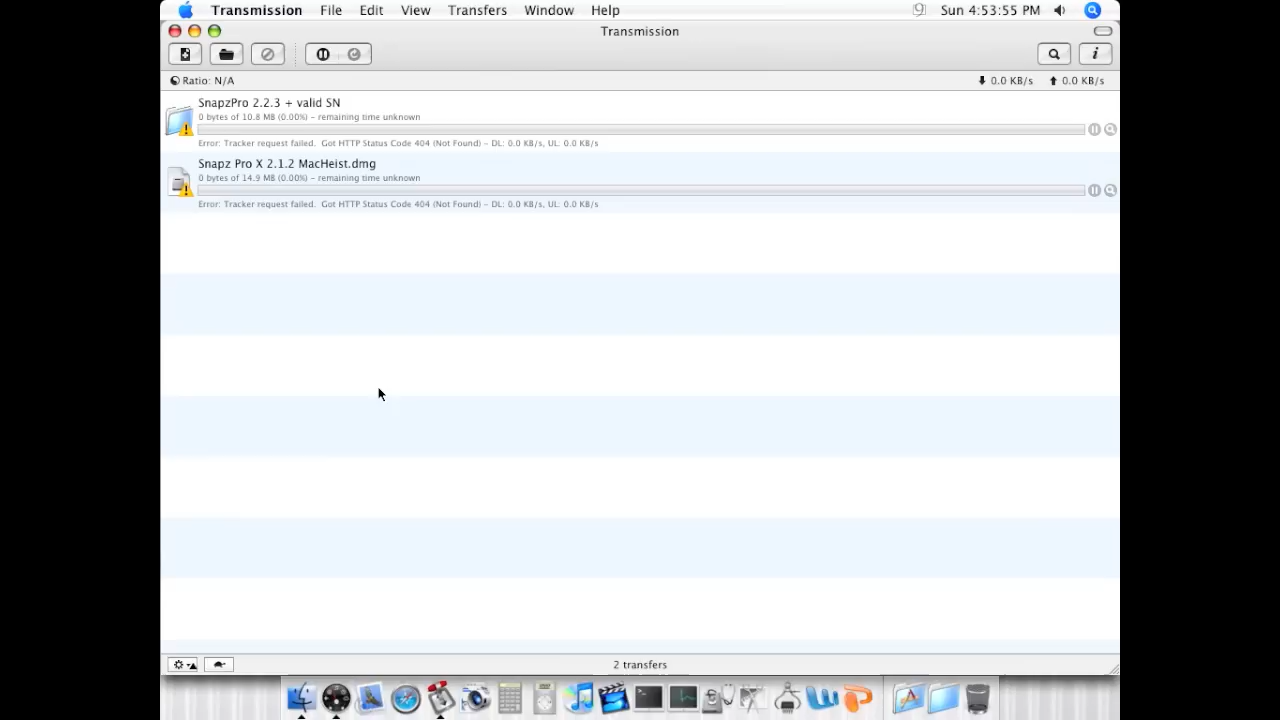 Transmission File Edit View Transfers Window Help Sun 4:53:55 PM
Transmission
Ratio: N/A 0.0 KB/s 0.0 KB/s
SnapzPro 2.2.3 + valid SN
0 bytes of 10.8 MB (0.00%) – remaining time unknown
Error: Tracker request failed. Got HTTP Status Code 404 (Not Found) – DL: 0.0 KB/s, UL: 0.0 KB/s
Snapz Pro X 2.1.2 MacHeist.dmg
0 bytes of 14.9 MB (0.00%) – remaining time unknown
Error: Tracker request failed. Got HTTP Status Code 404 (Not Found) – DL: 0.0 KB/s, UL: 0.0 KB/s
2 transfers